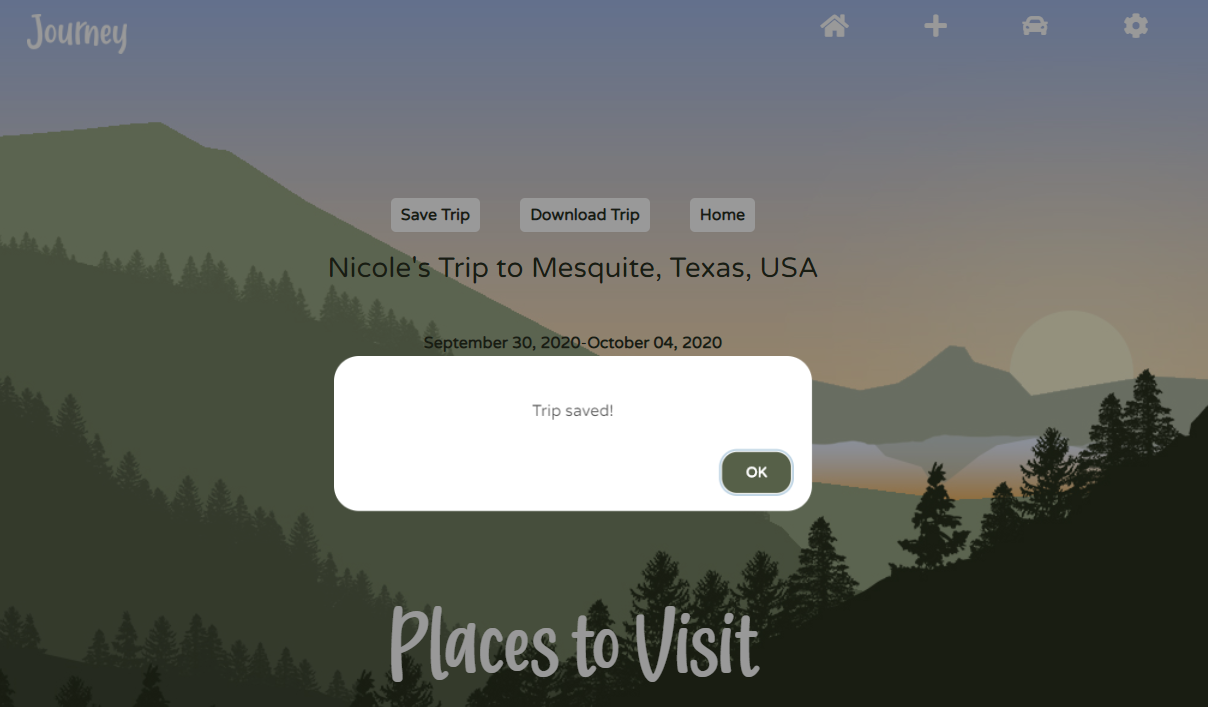 Journey
Save Trip Download Trip Home
Nicole's Trip to Mesquite, Texas, USA
September 30, 2020-October 04, 2020
Trip saved!
OK
Places to Visit